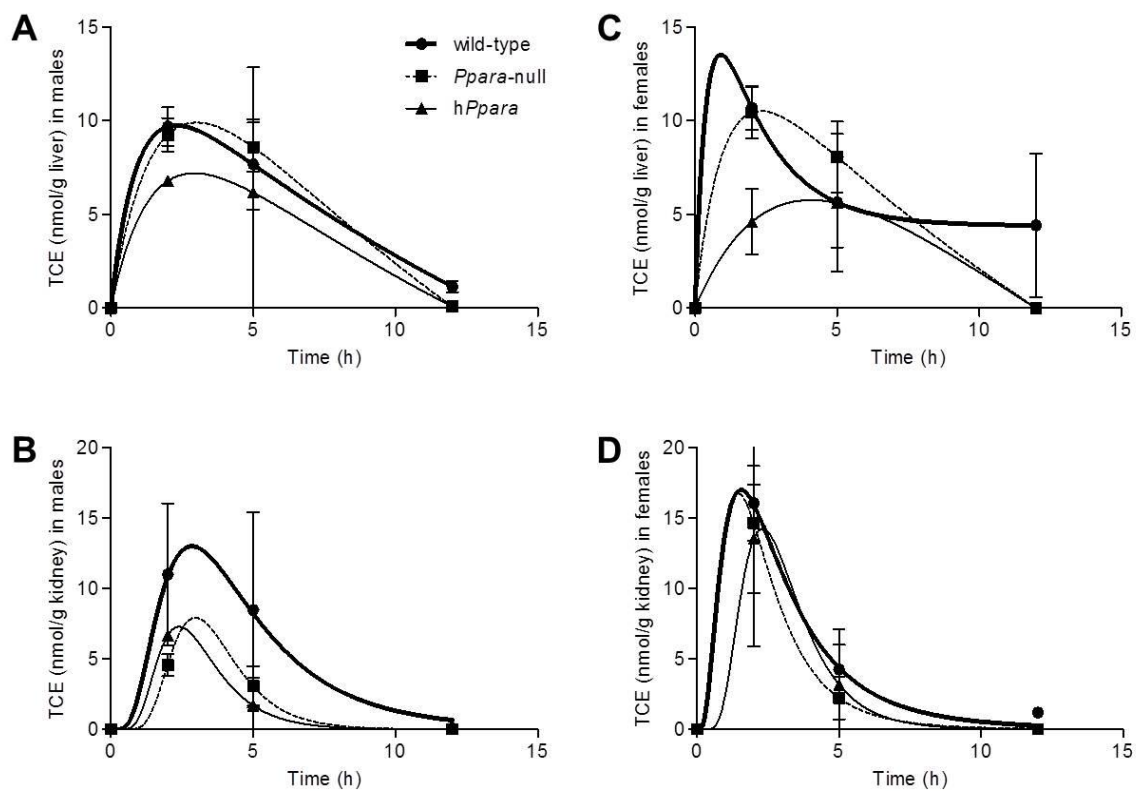 A
TCE (nmol/g liver) in males
15
10
5
0
0
5
10
15
Time (h)
wild-type
Ppara-null
hPpara
C
TCE (nmol/g liver) in females
15
10
5
0
0
5
10
15
Time (h)
B
TCE (nmol/g kidney) in males
20
15
10
5
0
0
5
10
15
Time (h)
D
TCE (nmol/g kidney) in females
20
15
10
5
0
0
5
10
15
Time (h)